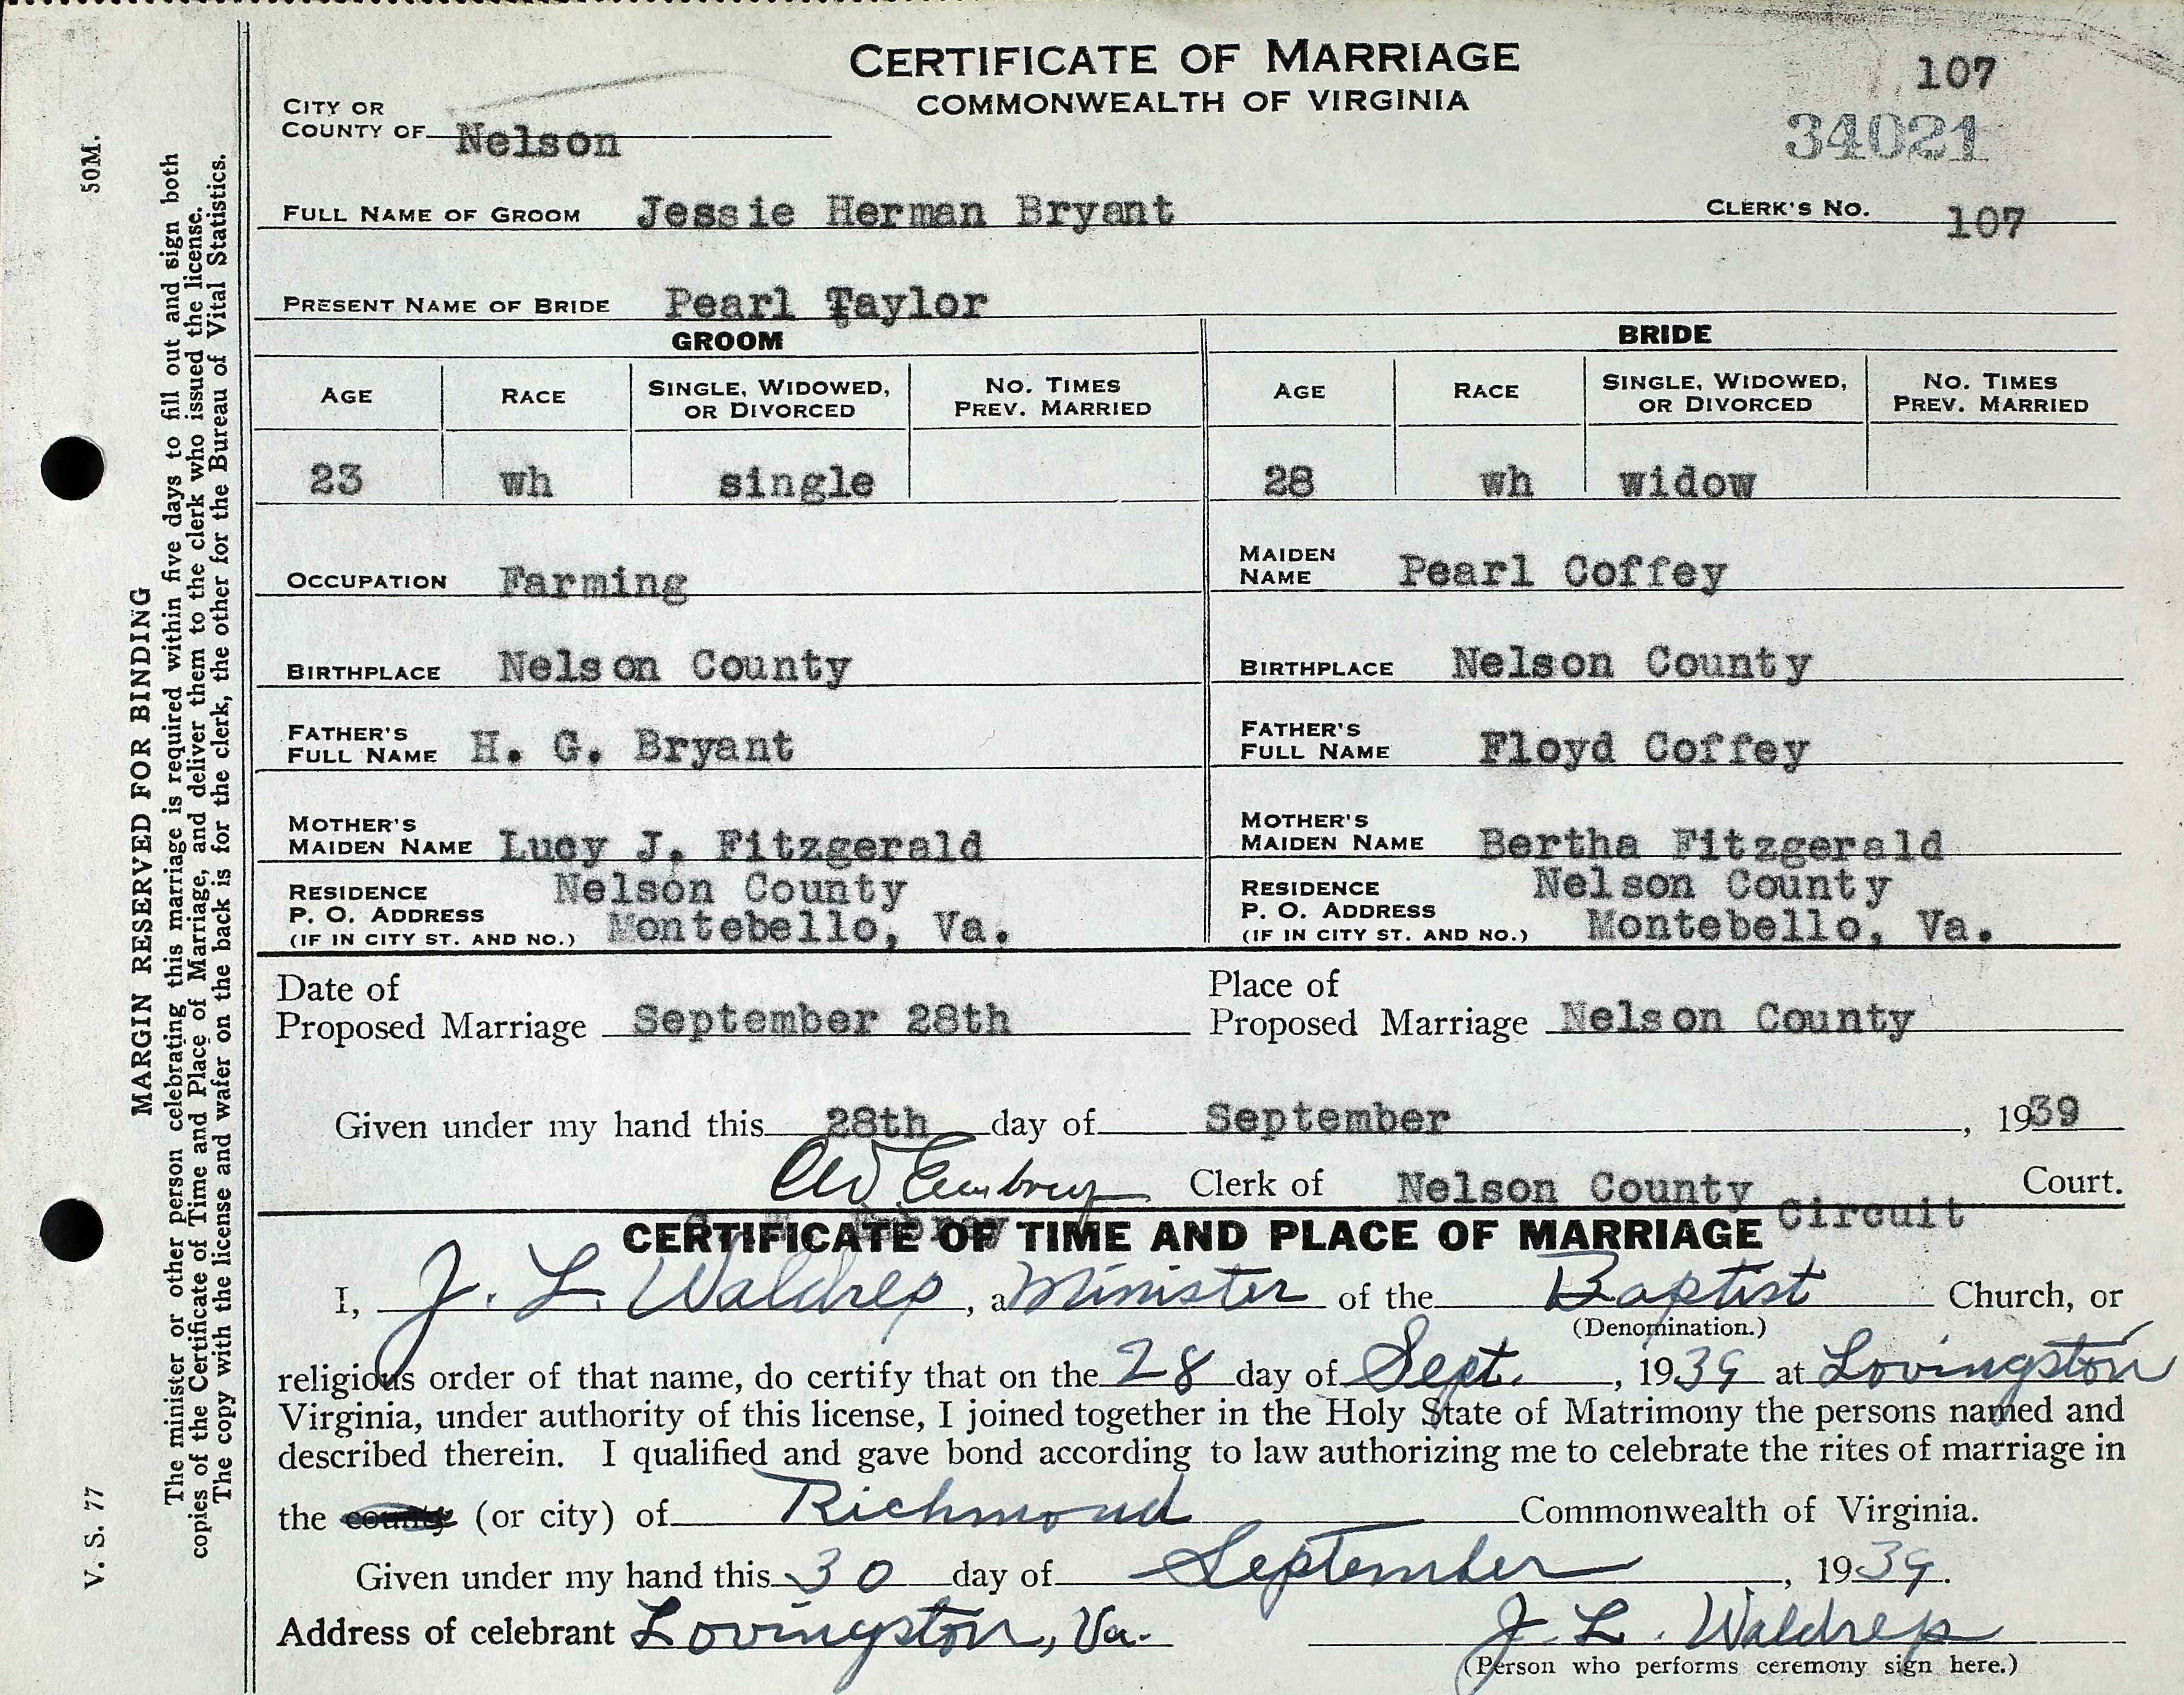 CERTIFICATE OF MARRIAGE
COMMONWEALTH OF VIRGINIA
107
34021
CITY OR
COUNTY OF Nelson
FULL NAME OF GROOM Jessie Herman Bryant CLERK'S NO. 107
PRESENT NAME OF BRIDE Pearl Taylor
GROOM BRIDE
AGE RACE SINGLE, WIDOWED, OR DIVORCED NO. TIMES PREV. MARRIED AGE RACE SINGLE, WIDOWED, OR DIVORCED NO. TIMES PREV. MARRIED
23 wh single 28 wh widow
OCCUPATION Farming MAIDEN NAME Pearl Coffey
BIRTHPLACE Nelson County BIRTHPLACE Nelson County
FATHER'S FULL NAME H. G. Bryant FATHER'S FULL NAME Floyd Coffey
MOTHER'S MAIDEN NAME Lucy J. Fitzgerald MOTHER'S MAIDEN NAME Bertha Fitzgerald
RESIDENCE Nelson County RESIDENCE Nelson County
P. O. ADDRESS Montebello, Va. P. O. ADDRESS Montebello, Va.
(IF IN CITY ST. AND NO.) (IF IN CITY ST. AND NO.)
Date of Place of
Proposed Marriage September 28th Proposed Marriage Nelson County
Given under my hand this 28th day of September, 1939
Clerk of Nelson County Circuit Court.
CERTIFICATE OF TIME AND PLACE OF MARRIAGE
I, J. L. Waldrep, a Minister of the Baptist Church, or
(Denomination.)
religious order of that name, do certify that on the 28 day of Sept., 1939 at Lovingston
Virginia, under authority of this license, I joined together in the Holy State of Matrimony the persons named and
described therein. I qualified and gave bond according to law authorizing me to celebrate the rites of marriage in
the county (or city) of Richmond Commonwealth of Virginia.
Given under my hand this 30 day of September, 1939.
Address of celebrant Lovingston, Va. J. L. Waldrep
(Person who performs ceremony sign here.)
50M.
MARGIN RESERVED FOR BINDING
The minister or other person celebrating this marriage is required within five days to fill out and sign both
copies of the Certificate of Time and Place of Marriage, and deliver them to the clerk who issued the license.
The copy with the license and wafer on the back is for the clerk, the other for the Bureau of Vital Statistics.
V. S. 77